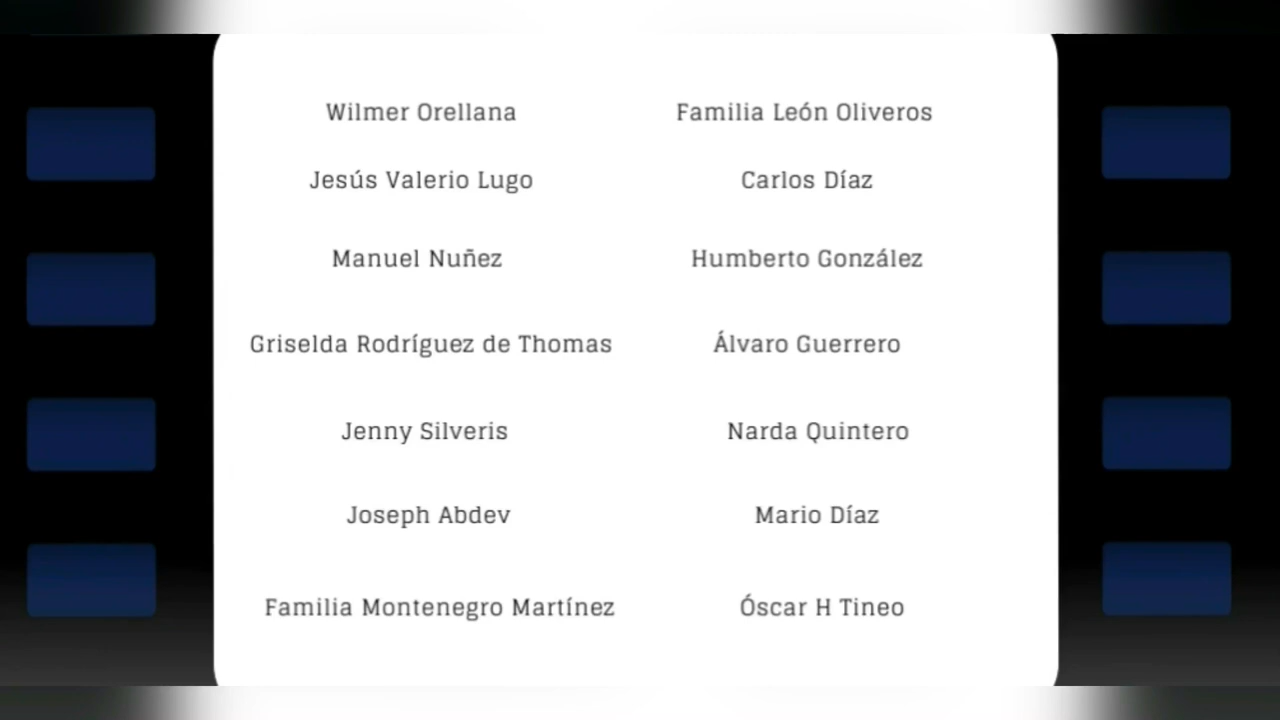 Wilmer Orellana
Familia León Oliveros
Jesús Valerio Lugo
Carlos Díaz
Manuel Nuñez
Humberto González
Griselda Rodríguez de Thomas
Álvaro Guerrero
Jenny Silveris
Narda Quintero
Joseph Abdev
Mario Díaz
Familia Montenegro Martínez
Óscar H Tineo